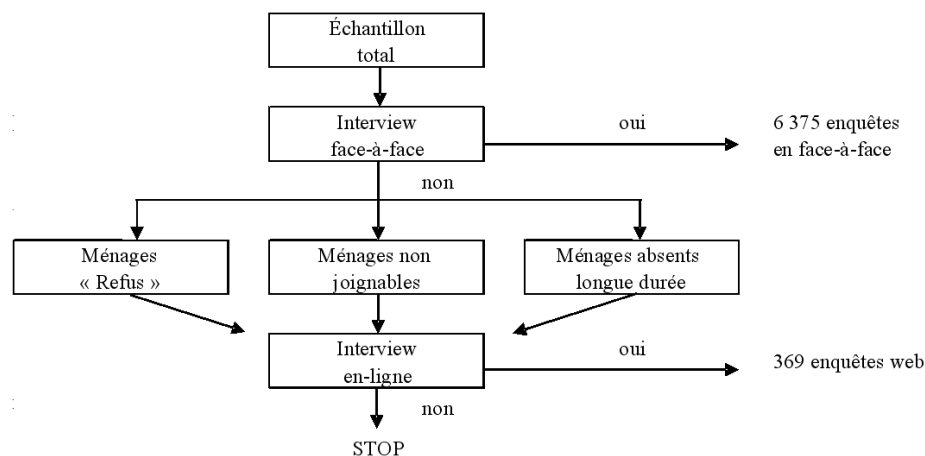 Échantillon
total
Interview
face-à-face
oui
6 375 enquêtes
en face-à-face
non
Ménages
« Refus »
Ménages non
joignables
Ménages absents
longue durée
Interview
en-ligne
oui
369 enquêtes web
non
STOP